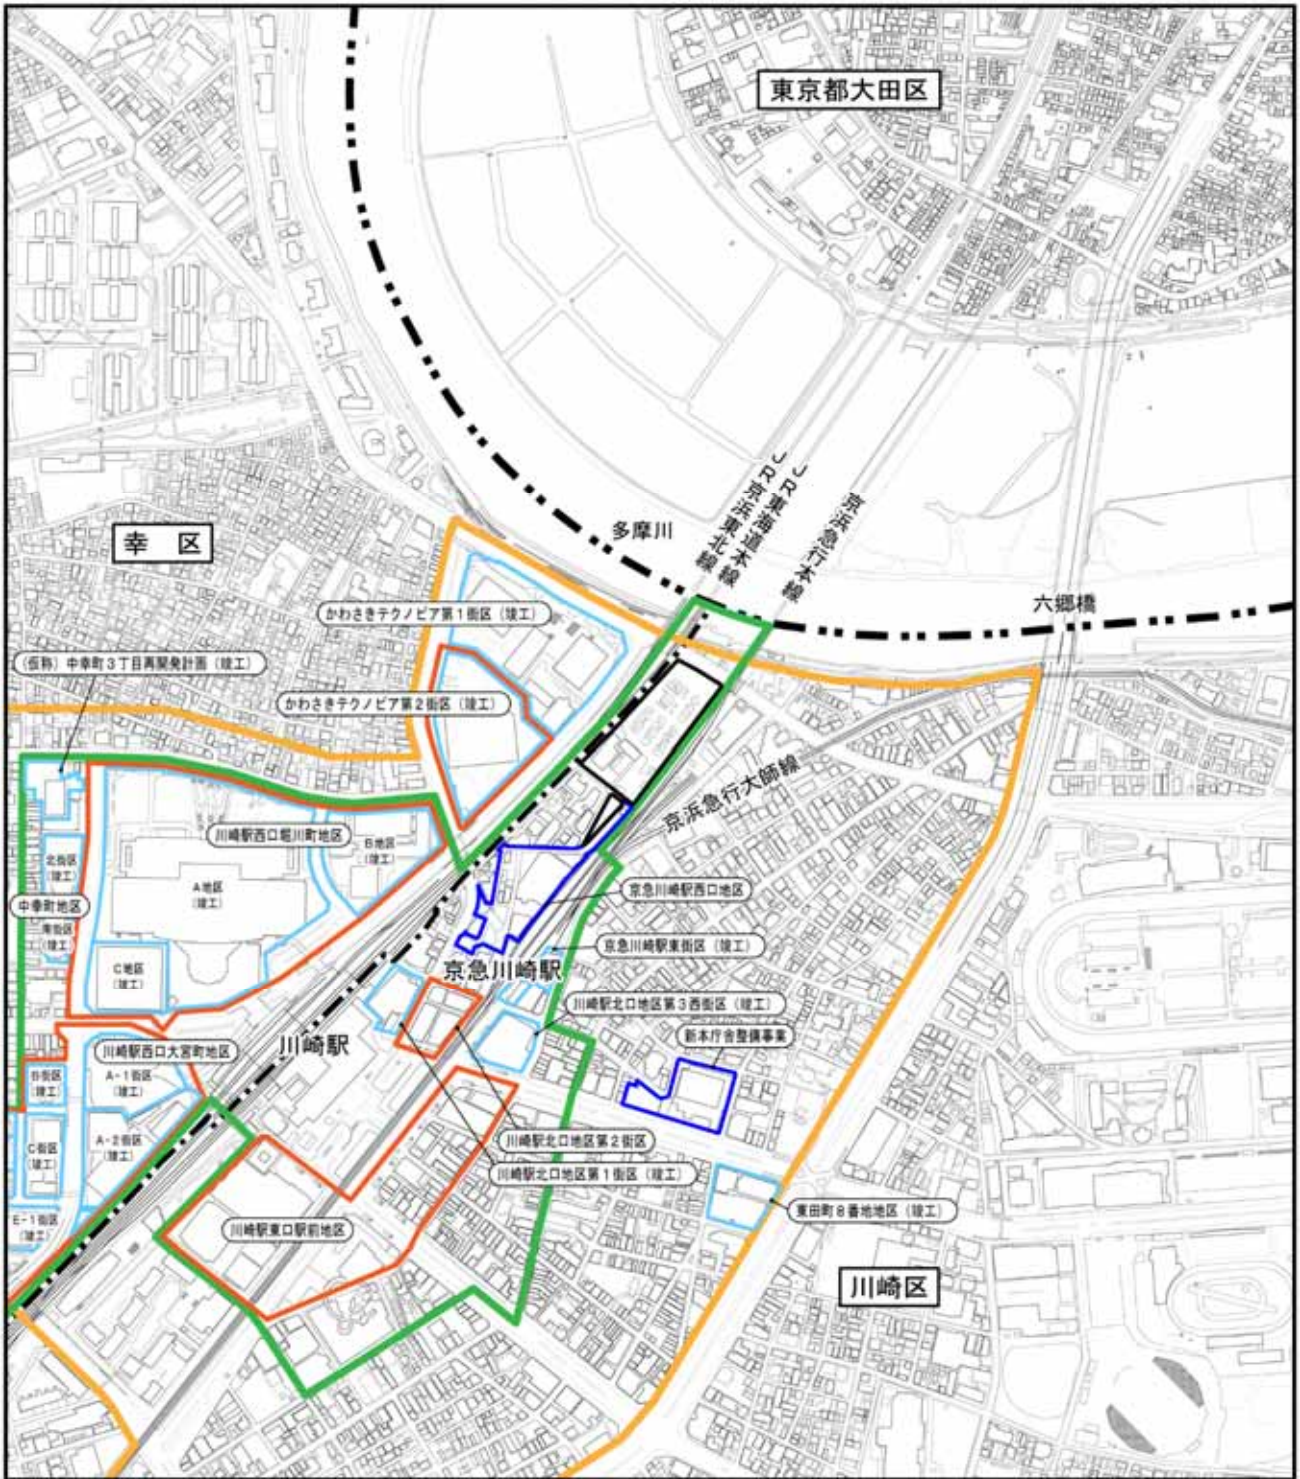 東京都大田区
多摩川
JR京浜東北線
JR東海道本線
京浜急行本線
六郷橋
幸 区
かわさきテクノピア第1街区（竣工）
（仮称）中幸町3丁目再開発計画（竣工）
かわさきテクノピア第2街区（竣工）
京浜急行大師線
川崎駅西口堀川町地区
B地区
（竣工）
北街区
（竣工）
A地区
（竣工）
京急川崎駅西口地区
中幸町地区
南街区
（竣工）
京急川崎駅東街区（竣工）
C地区
（竣工）
京急川崎駅
川崎駅北口地区第3西街区（竣工）
新本庁舎整備事業
川崎駅
川崎駅西口大宮町地区
B街区
（竣工）
A-1街区
（竣工）
川崎駅北口地区第2街区
A-2街区
（竣工）
C街区
（竣工）
川崎駅北口地区第1街区（竣工）
東田町8番地地区（竣工）
E-1街区
（竣工）
川崎駅東口駅前地区
川崎区